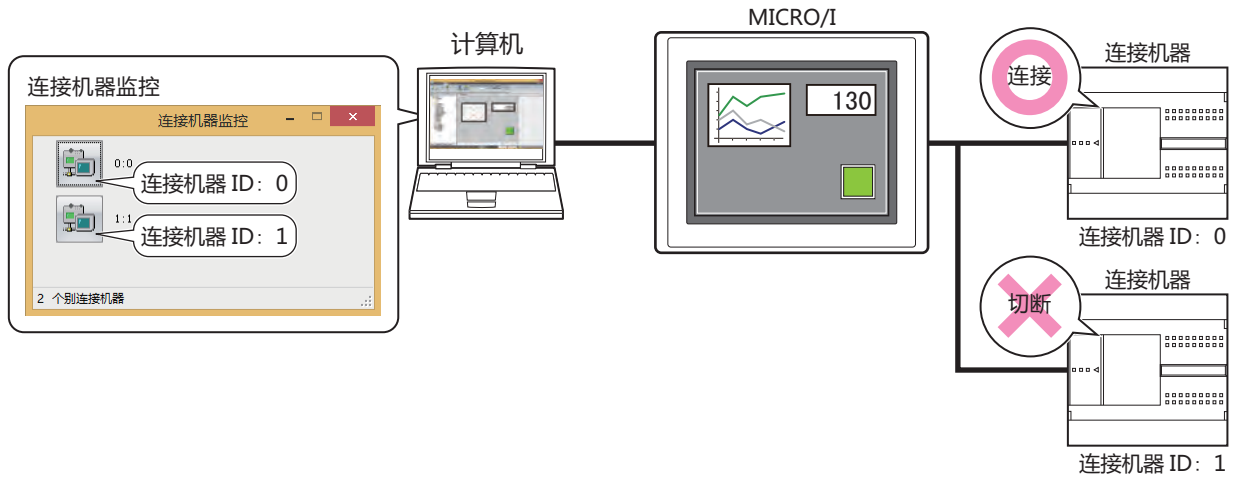 MICRO/I
计算机
连接机器监控
连接机器监控
0:0
连接机器 ID：0
1:1
连接机器 ID：1
2 个别连接机器
130
连接
连接机器
连接机器 ID：0
切断
连接机器
连接机器 ID：1